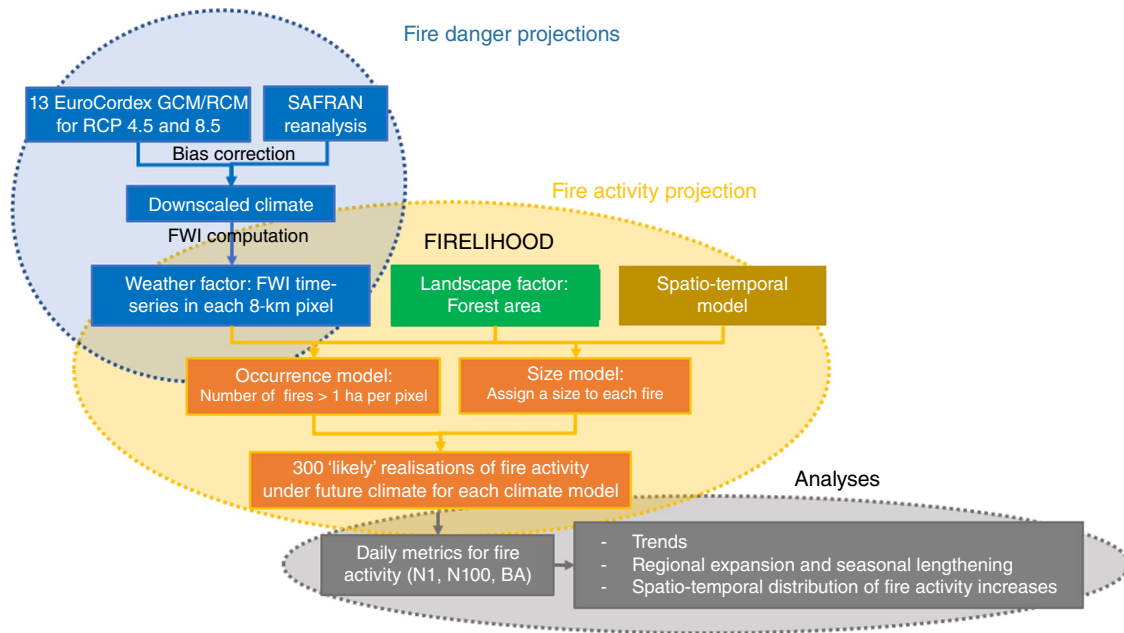 Fire danger projections
13 EuroCordex GCM/RCM
for RCP 4.5 and 8.5
SAFRAN
reanalysis
Bias correction
Downscaled climate
Fire activity projection
FWI computation
FIRELIHOOD
Weather factor: FWI time-
series in each 8-km pixel
Landscape factor:
Forest area
Spatio-temporal
model
Occurrence model:
Number of fires > 1 ha per pixel
Size model:
Assign a size to each fire
300 ‘likely’ realisations of fire activity
under future climate for each climate model
Analyses
Daily metrics for fire
activity (N1, N100, BA)
- Trends
- Regional expansion and seasonal lengthening
- Spatio-temporal distribution of fire activity increases